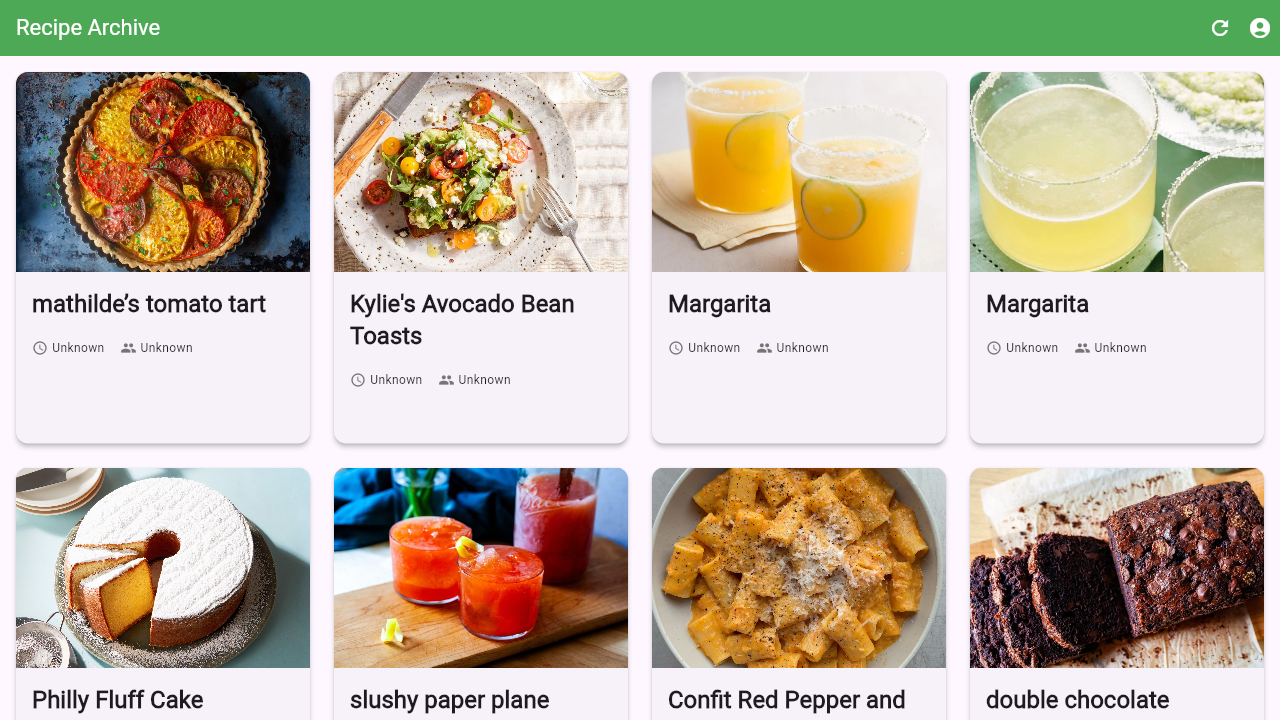 Recipe Archive
mathilde’s tomato tart
Unknown Unknown
Kylie's Avocado Bean
Toasts
Unknown Unknown
Margarita
Unknown Unknown
Margarita
Unknown Unknown
Philly Fluff Cake
slushy paper plane
Confit Red Pepper and
double chocolate